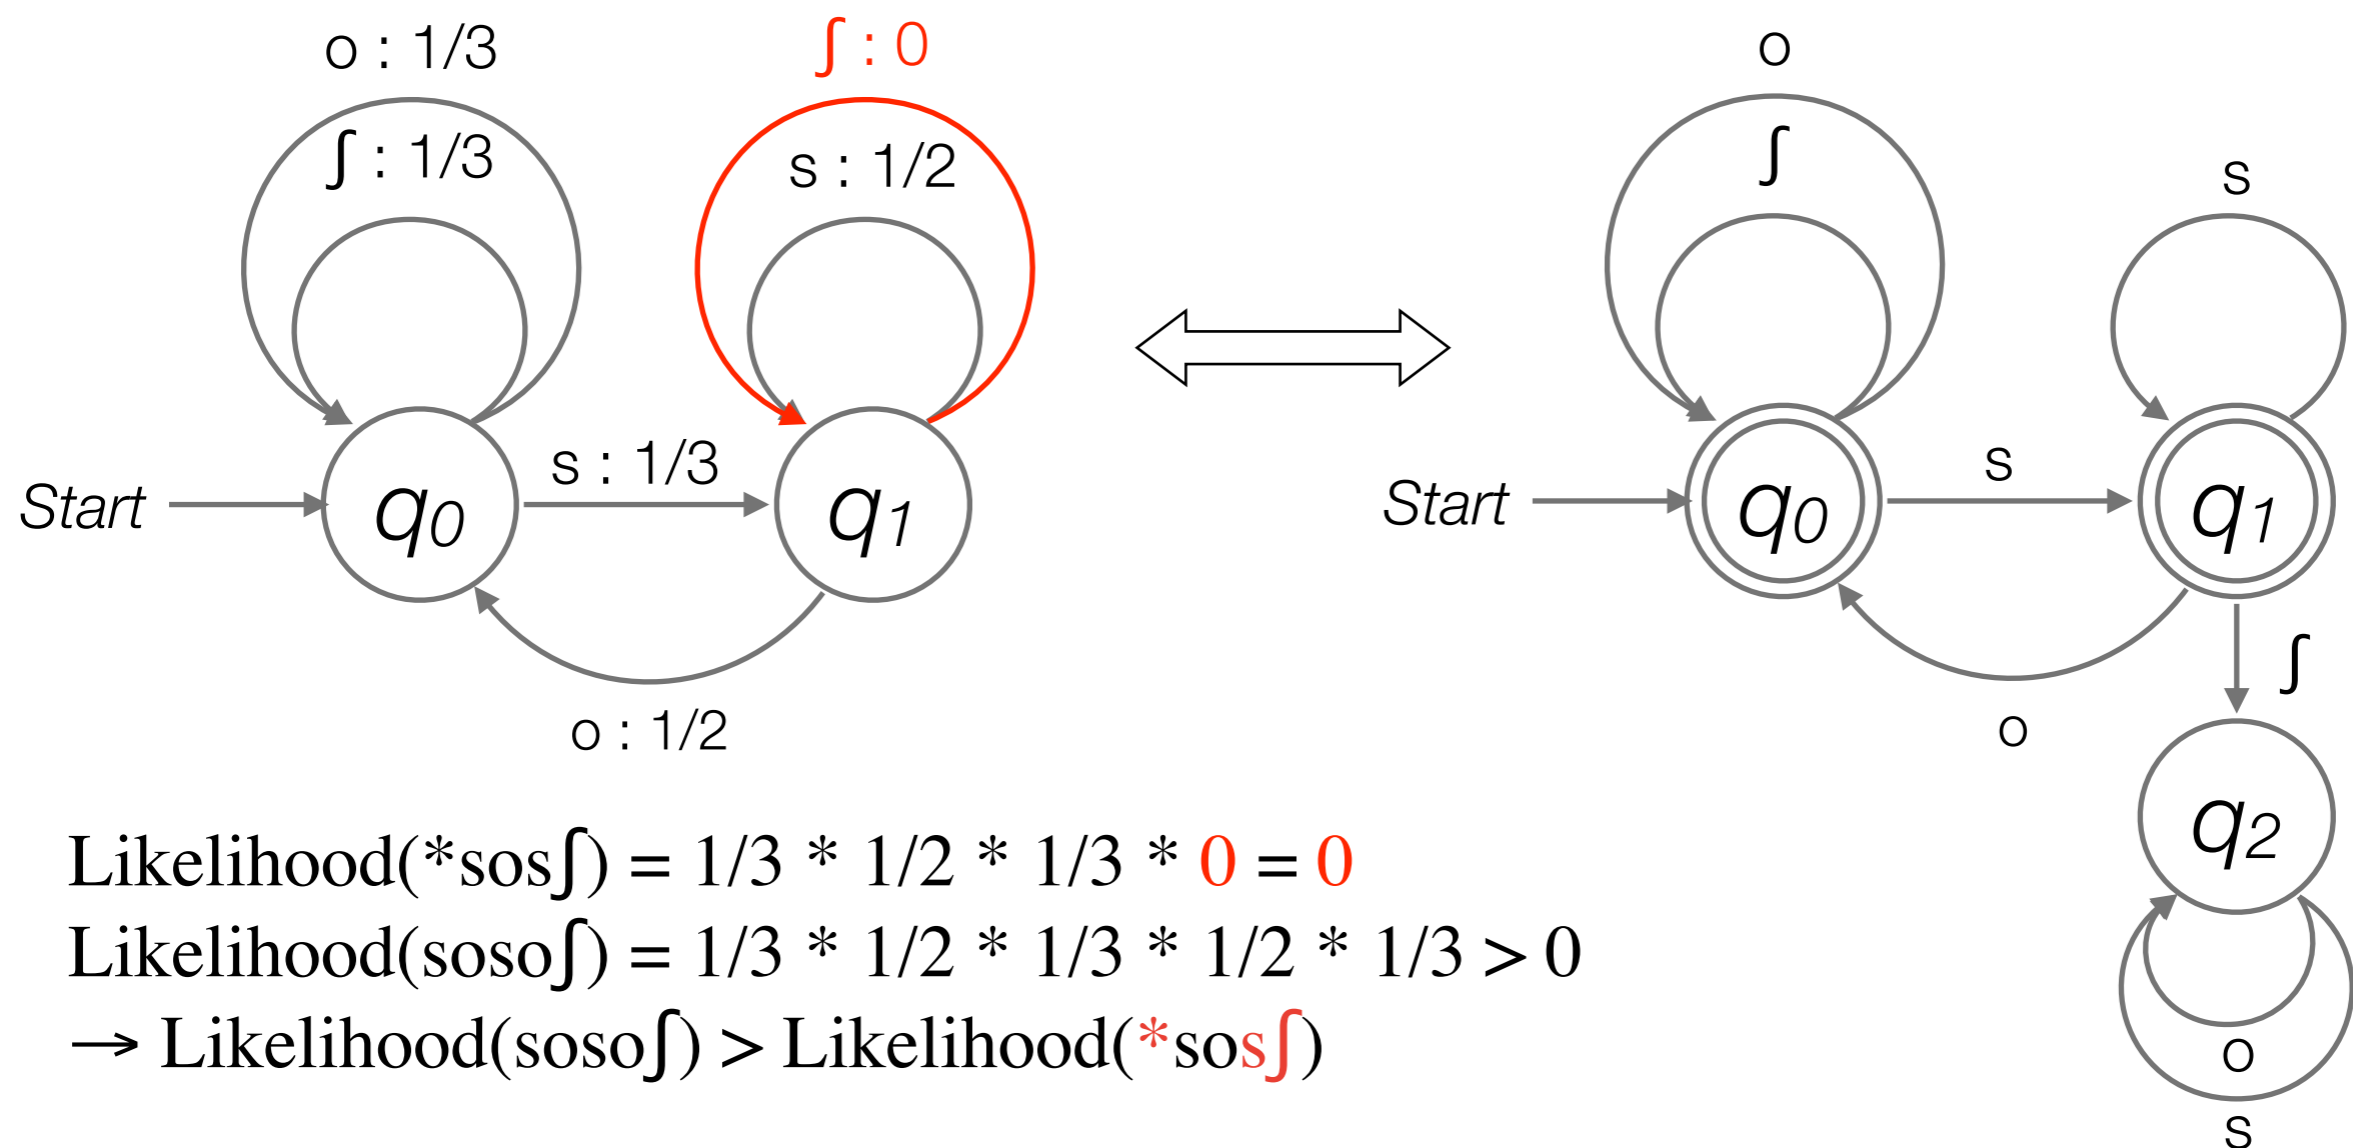 o : 1/3
ʃ : 1/3
ʃ : 0
s : 1/2
Start
q0
s : 1/3
q1
o : 1/2
o
ʃ
s
Start
q0
s
q1
o
ʃ
q2
o
s
Likelihood(*sosʃ) = 1/3 * 1/2 * 1/3 * 0 = 0
Likelihood(sosoʃ) = 1/3 * 1/2 * 1/3 * 1/2 * 1/3 > 0
→ Likelihood(sosoʃ) > Likelihood(*sosʃ)